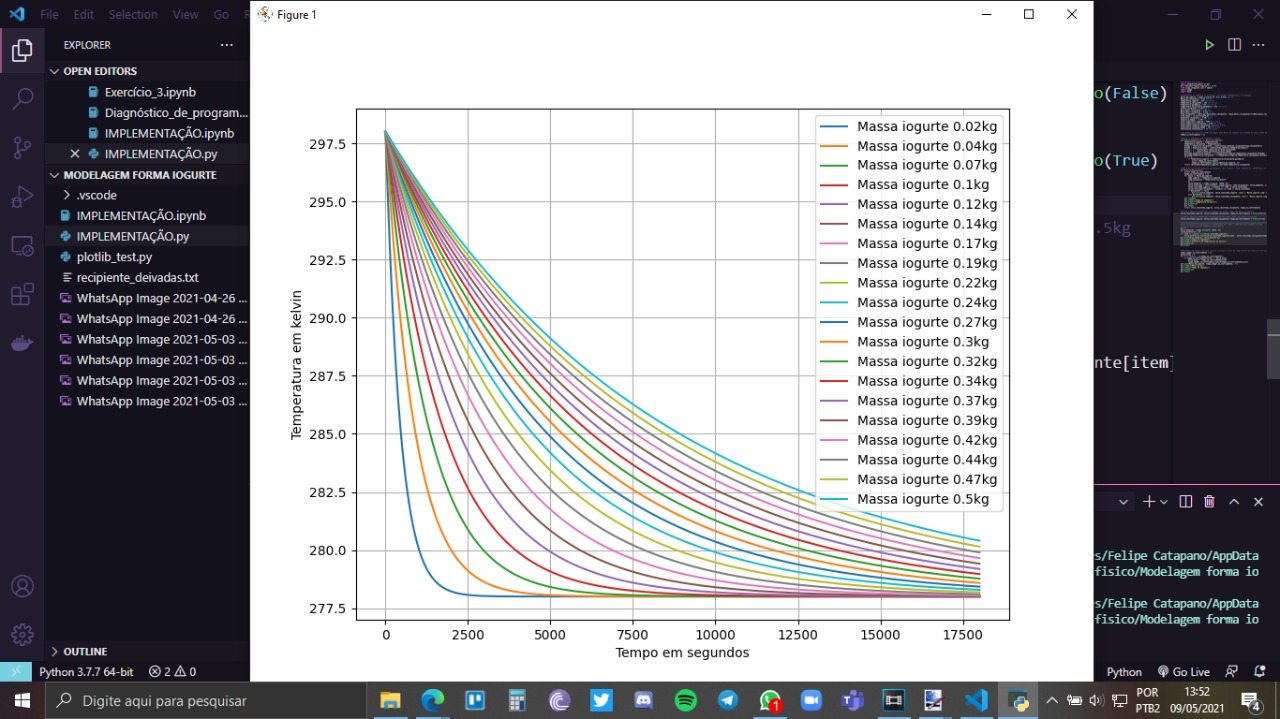 File Edit Selection View Go
Figure 1
EXPLORER
OPEN EDITORS
Exercício_3.ipynb
Diagnóstico_de_program...
IMPLEMENTAÇÃO.ipynb
IMPLEMENTAÇÃO.py
MODELAGEM FORMA IOGURTE
.vscode
IMPLEMENTAÇÃO.ipynb
IMPLEMENTAÇÃO.py
plotlib_test.py
recipiente_deivadas.txt
WhatsApp Image 2021-04-26 ...
WhatsApp Image 2021-04-26 ...
WhatsApp Image 2021-05-03 ...
WhatsApp Image 2021-05-03 ...
WhatsApp Image 2021-05-03 ...
WhatsApp Image 2021-05-03 ...
OUTLINE
Python 3.7.7 64-bit 2 0
297.5
295.0
292.5
290.0
287.5
285.0
282.5
280.0
277.5
Temperatura em kelvin
0 2500 5000 7500 10000 12500 15000 17500
Tempo em segundos
Massa iogurte 0.02kg
Massa iogurte 0.04kg
Massa iogurte 0.07kg
Massa iogurte 0.1kg
Massa iogurte 0.12kg
Massa iogurte 0.14kg
Massa iogurte 0.17kg
Massa iogurte 0.19kg
Massa iogurte 0.22kg
Massa iogurte 0.24kg
Massa iogurte 0.27kg
Massa iogurte 0.3kg
Massa iogurte 0.32kg
Massa iogurte 0.34kg
Massa iogurte 0.37kg
Massa iogurte 0.39kg
Massa iogurte 0.42kg
Massa iogurte 0.44kg
Massa iogurte 0.47kg
Massa iogurte 0.5kg
o(False)
o(True)
.5kg
nte[item]
s/Felipe Catapano/AppData
fisico/Modelagem forma io
s/Felipe Catapano/AppData
fisico/Modelagem forma io
Python Go Live
Digite aqui para pesquisar
1
POR
PTB2
13:52
09/05/2021
4